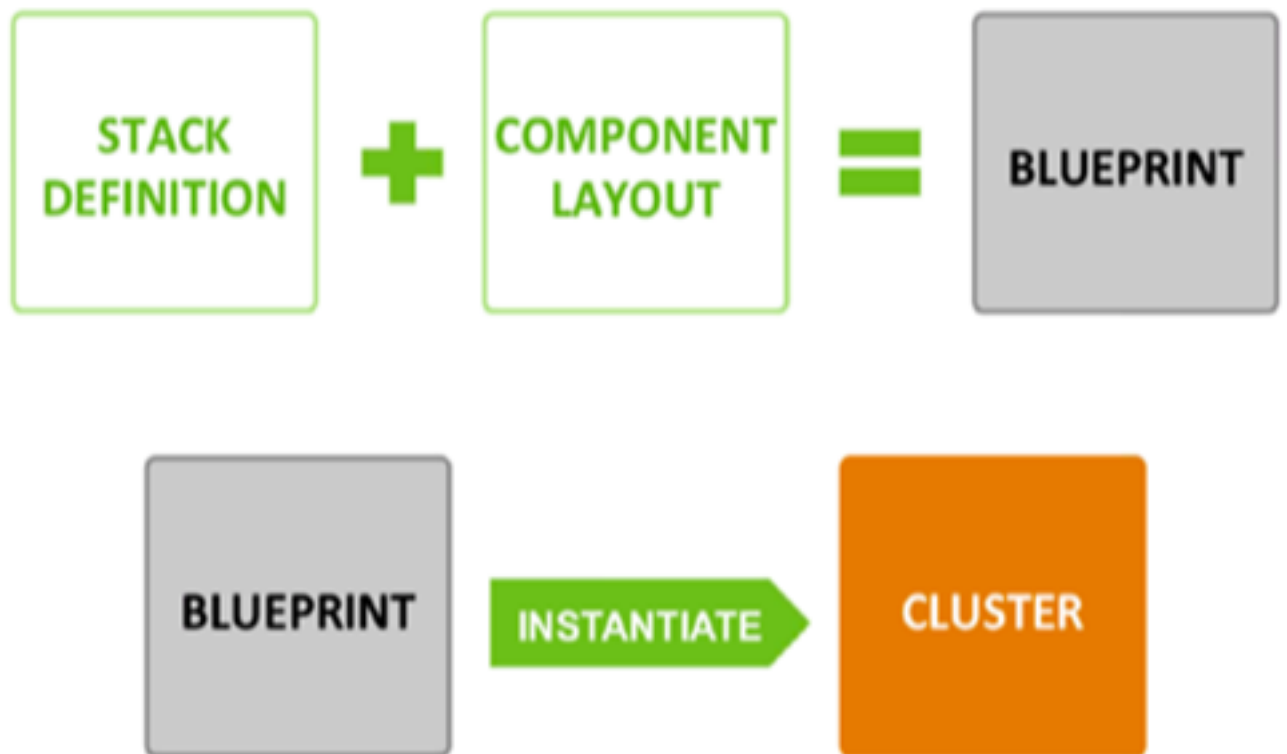 STACK
DEFINITION
COMPONENT
LAYOUT
BLUEPRINT
BLUEPRINT
INSTANTIATE
CLUSTER